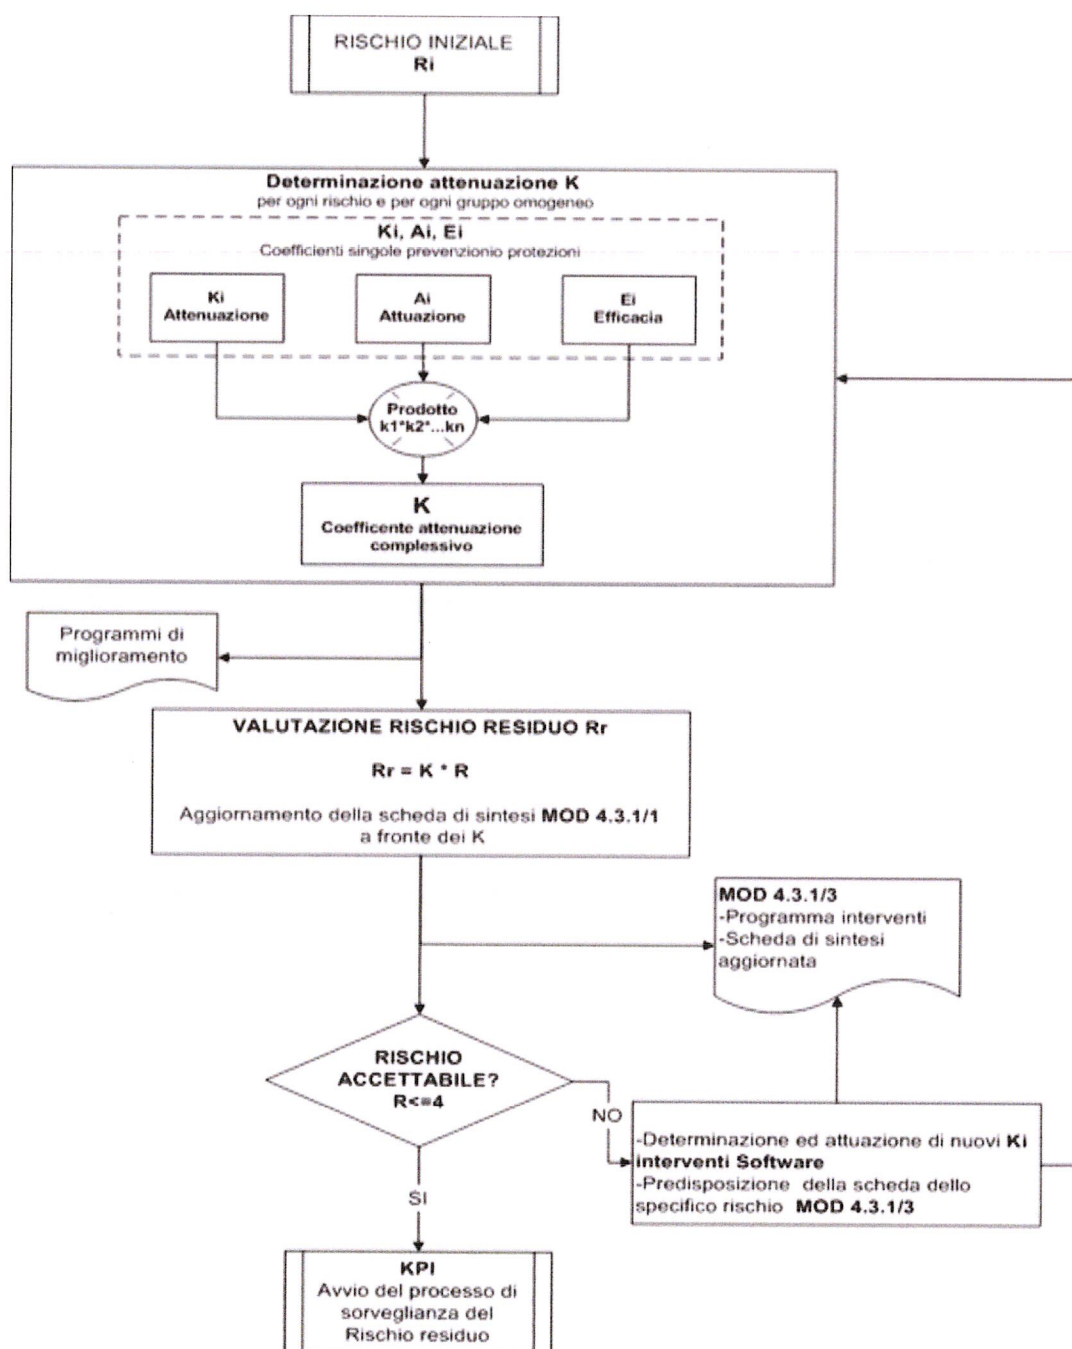 RISCHIO INIZIALE
Ri
Determinazione attenuazione K
per ogni rischio e per ogni gruppo omogeneo
Ki, Ai, Ei
Coefficienti singole prevenzionio protezioni
Ki
Attenuazione
Ai
Attuazione
Ei
Efficacia
Prodotto
k1*k2*...kn
K
Coefficente attenuazione
complessivo
Programmi di
miglioramento
VALUTAZIONE RISCHIO RESIDUO Rr
Rr = K * R
Aggiornamento della scheda di sintesi MOD 4.3.1/1
a fronte dei K
MOD 4.3.1/3
-Programma interventi
-Scheda di sintesi
aggiornata
RISCHIO
ACCETTABILE?
R<=4
NO
-Determinazione ed attuazione di nuovi Ki
interventi Software
-Predisposizione della scheda dello
specifico rischio MOD 4.3.1/3
SI
KPI
Avvio del processo di
sorveglianza del
Rischio residuo